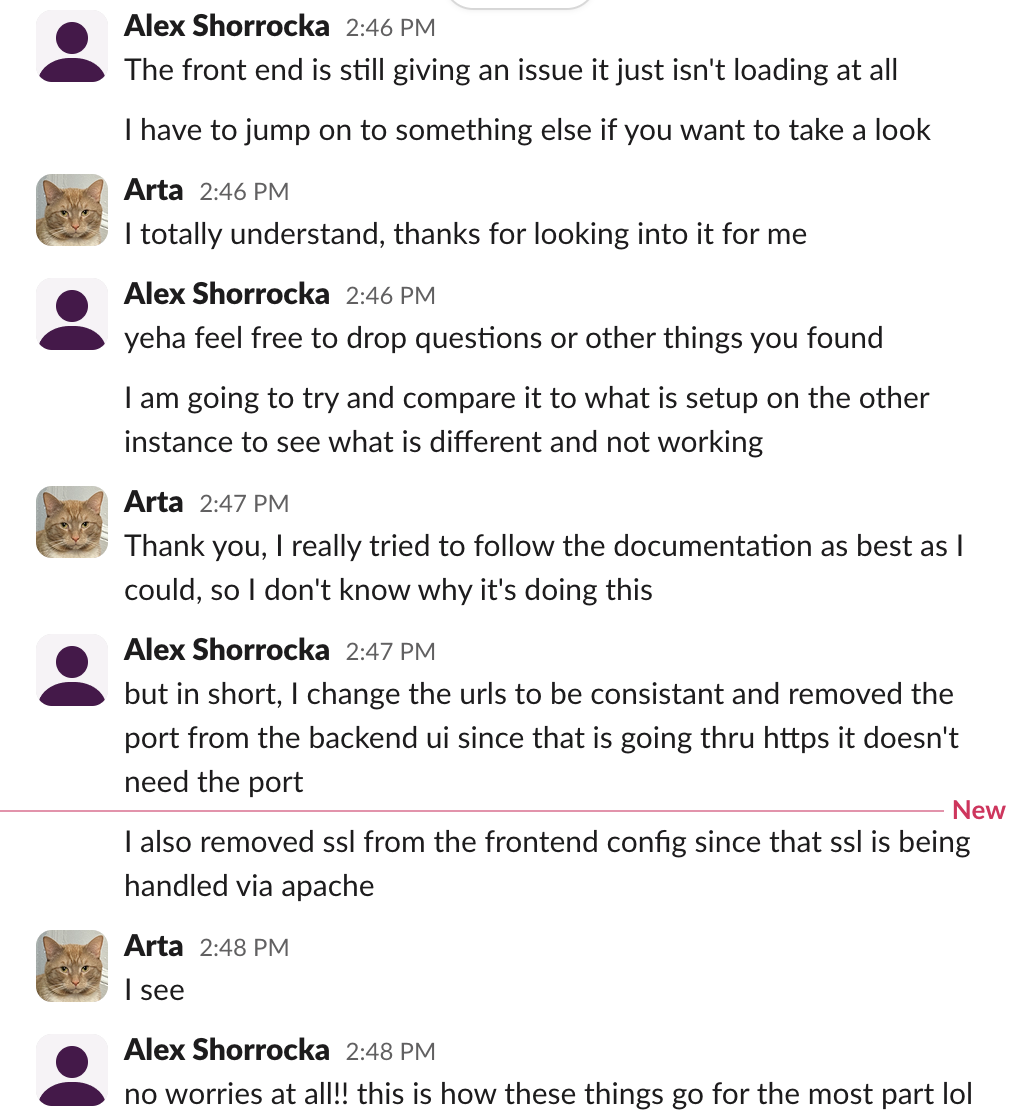 Alex Shorrocka 2:46 PM
The front end is still giving an issue it just isn't loading at all
I have to jump on to something else if you want to take a look
Arta 2:46 PM
I totally understand, thanks for looking into it for me
Alex Shorrocka 2:46 PM
yeha feel free to drop questions or other things you found
I am going to try and compare it to what is setup on the other
instance to see what is different and not working
Arta 2:47 PM
Thank you, I really tried to follow the documentation as best as I
could, so I don't know why it's doing this
Alex Shorrocka 2:47 PM
but in short, I change the urls to be consistant and removed the
port from the backend ui since that is going thru https it doesn't
need the port
New
I also removed ssl from the frontend config since that ssl is being
handled via apache
Arta 2:48 PM
I see
Alex Shorrocka 2:48 PM
no worries at all!! this is how these things go for the most part lol